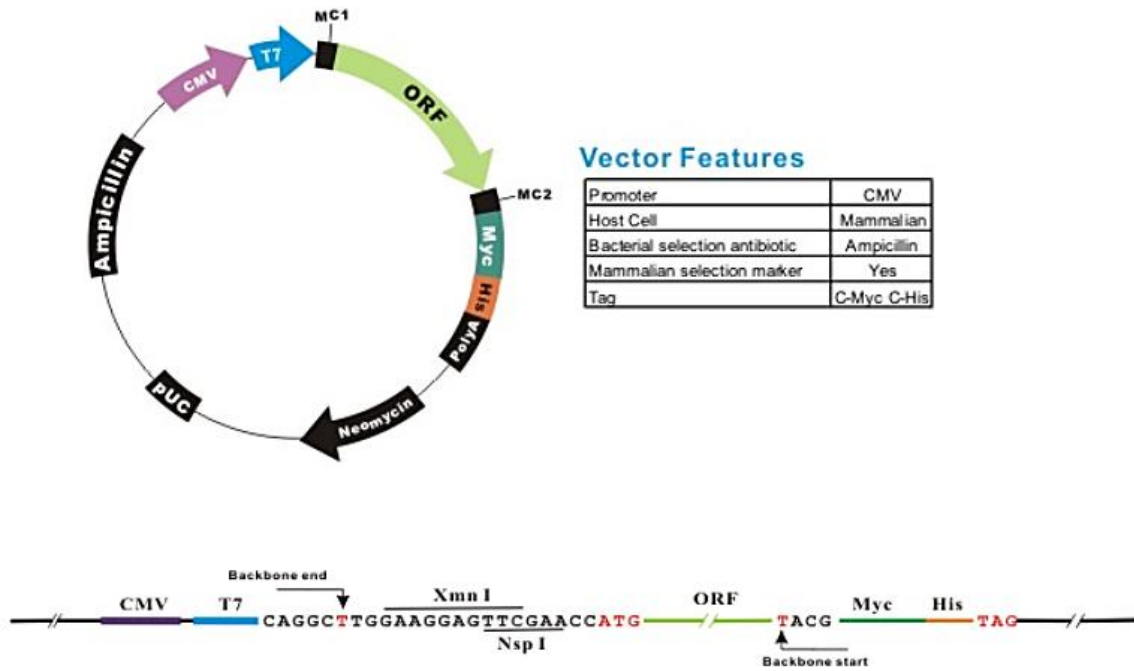 MC1
T7
CMV
ORF
MC2
Ampicillin
Myc
His
PolyA
Neomycin
pUC
Vector Features
Promoter CMV
Host Cell Mammalian
Bacterial selection antibiotic Ampicillin
Mammalian selection marker Yes
Tag C-Myc C-His
Backbone end
Xmn I
CMV T7 CAGGCTTGGAAGGAGTTCGAACCATG ORF TACG Myc His TAG
Nsp I
Backbone start